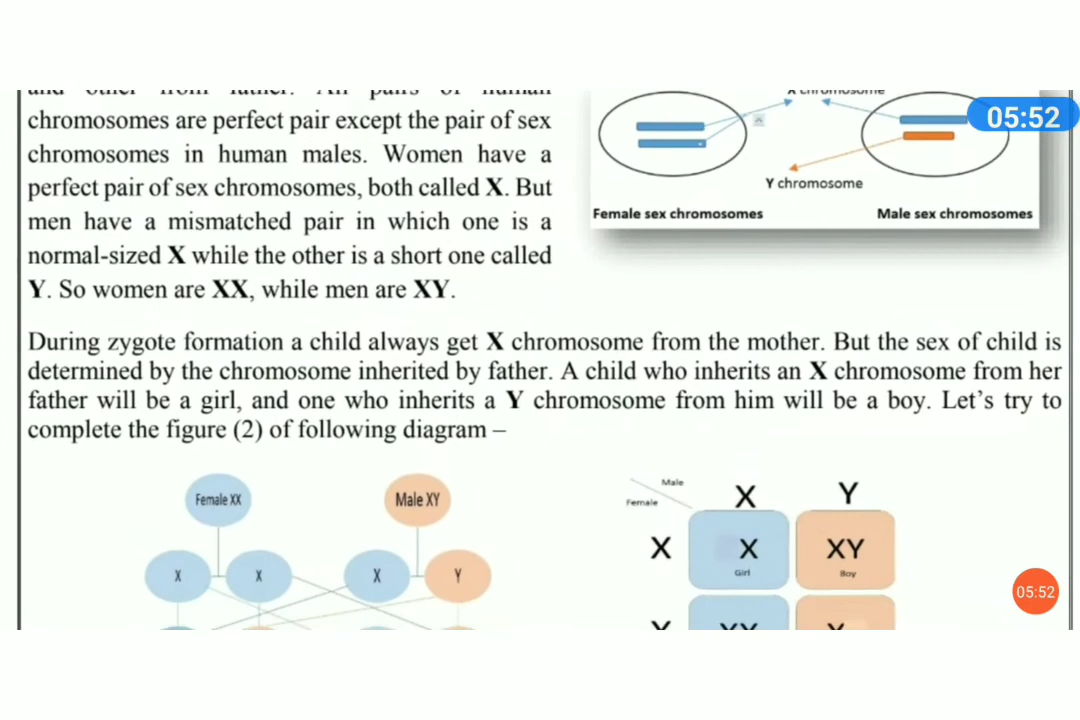 chromosomes are perfect pair except the pair of sex
chromosomes in human males. Women have a
perfect pair of sex chromosomes, both called X. But
men have a mismatched pair in which one is a
normal-sized X while the other is a short one called
Y. So women are XX, while men are XY.
05:52
Y chromosome
Female sex chromosomes
Male sex chromosomes
During zygote formation a child always get X chromosome from the mother. But the sex of child is
determined by the chromosome inherited by father. A child who inherits an X chromosome from her
father will be a girl, and one who inherits a Y chromosome from him will be a boy. Let's try to
complete the figure (2) of following diagram –
Female XX
Male XY
X
X
X
Y
Male
Female
X
Y
X
X
Girl
XY
Boy
05:52